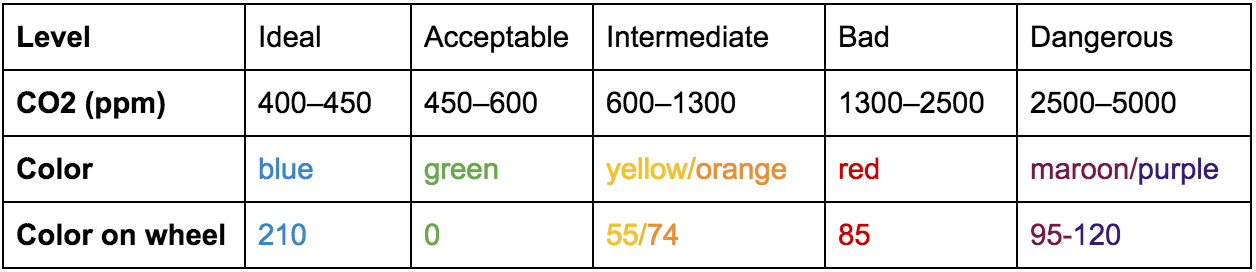 Level Ideal Acceptable Intermediate Bad Dangerous
CO2 (ppm) 400–450 450–600 600–1300 1300–2500 2500–5000
Color blue green yellow/orange red maroon/purple
Color on wheel 210 0 55/74 85 95-120